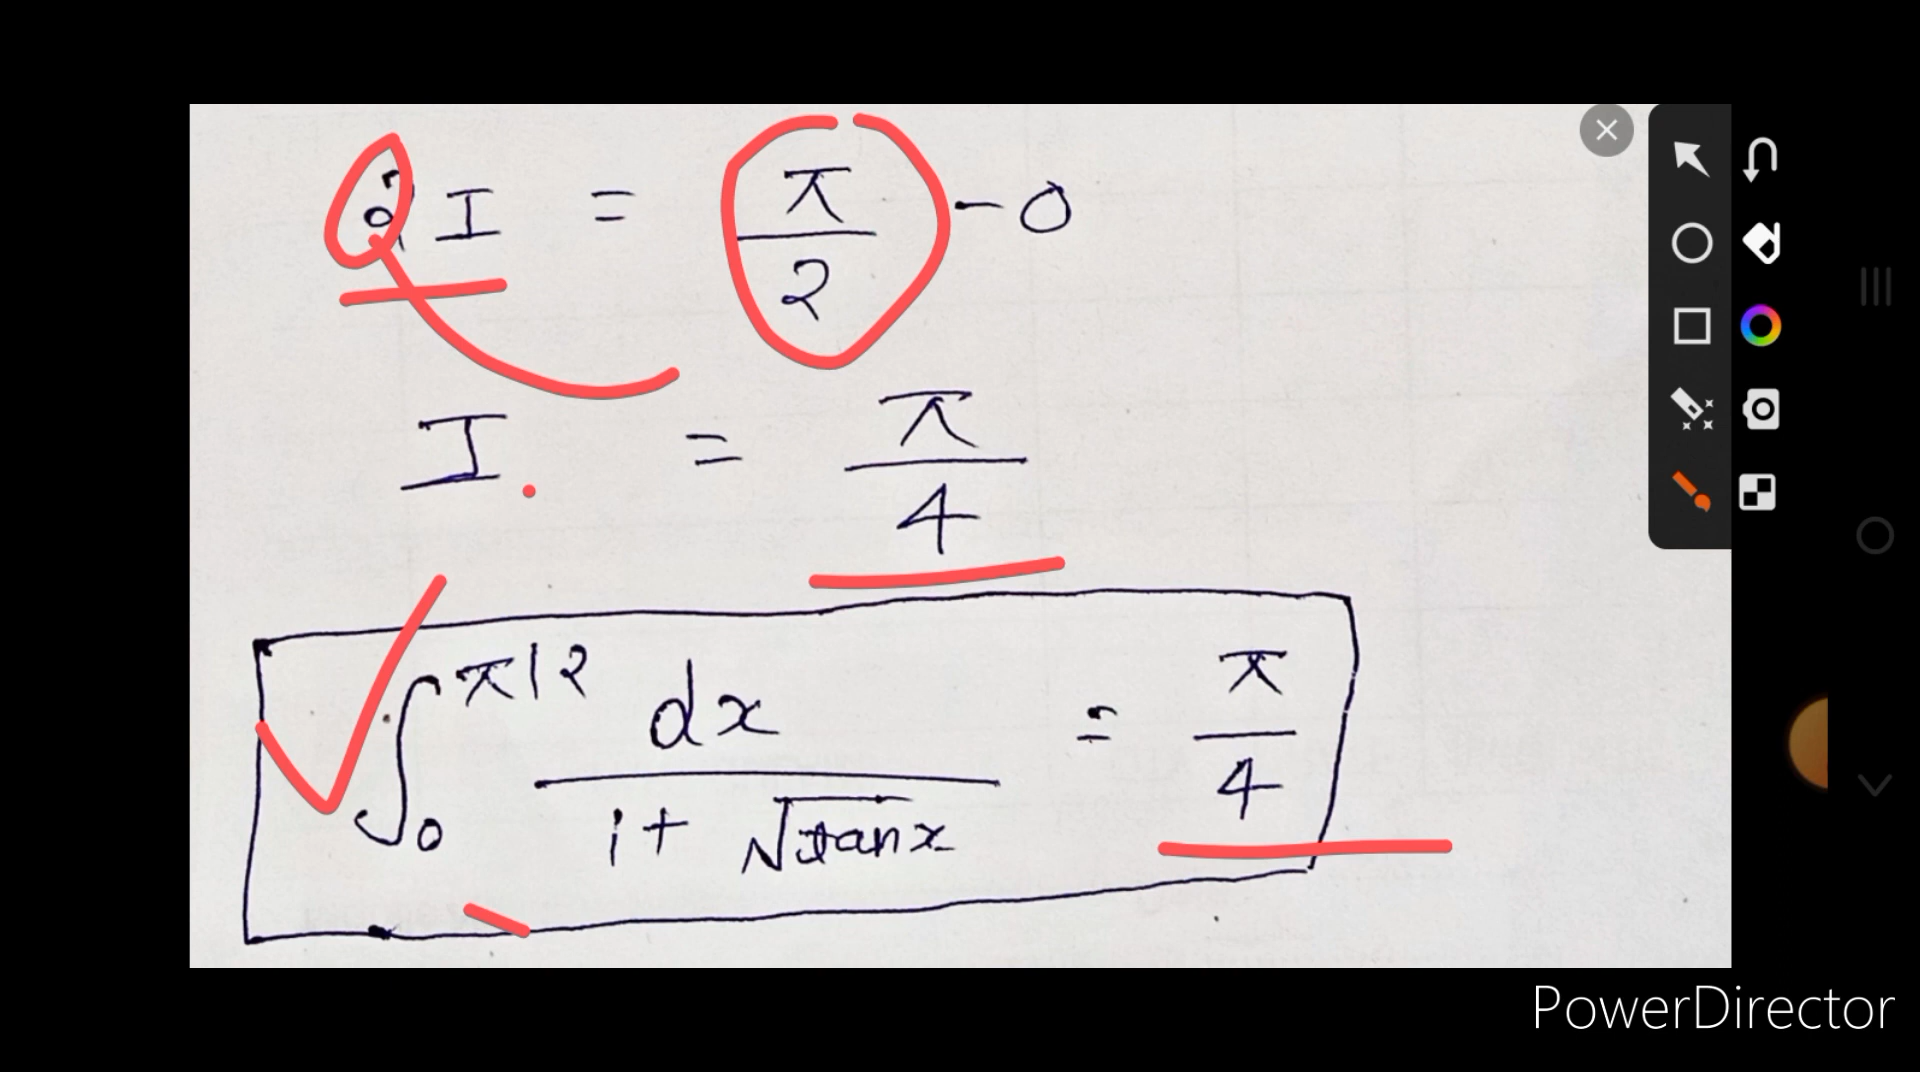 2I = π/2 - 0
I. = π/4
∫₀^π/2 dx/(1+√tanx) = π/4
PowerDirector